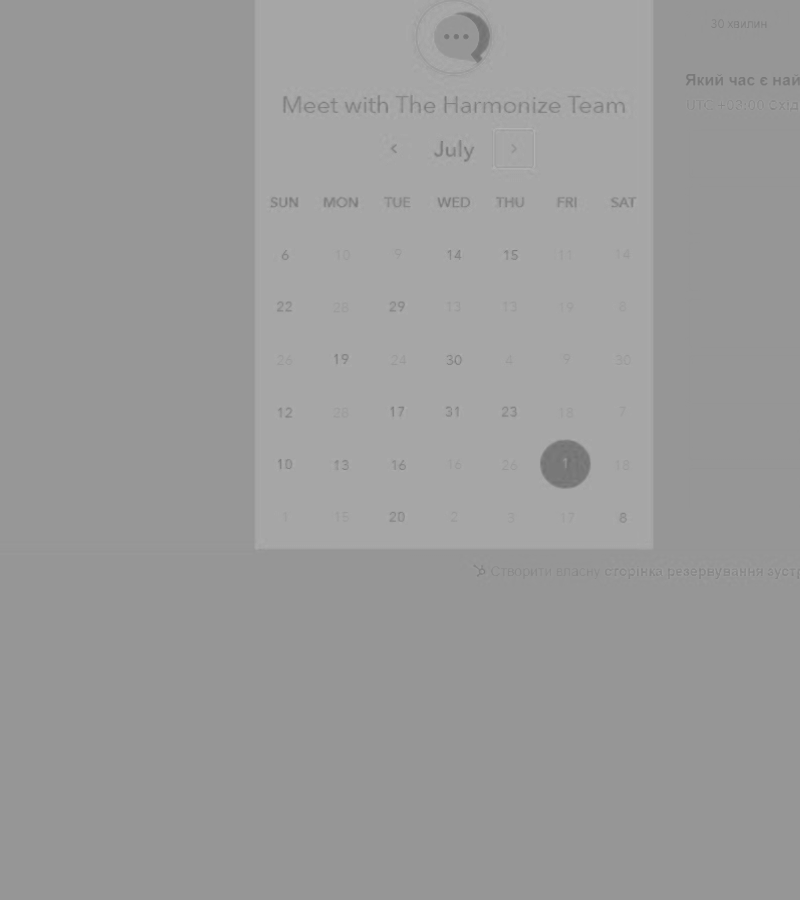 30 хвилин
Meet with The Harmonize Team
Який час є най
UTC +02:00 Схід
July
SUN MON TUE WED THU FRI SAT
6 10 9 14 15 11 14
22 28 29 13 13 19 8
26 19 24 30 4 9 30
12 26 17 31 23 18 7
10 13 16 16 26 1 18
1 15 20 2 3 17 8
Створити власну сторінка резервування зустр